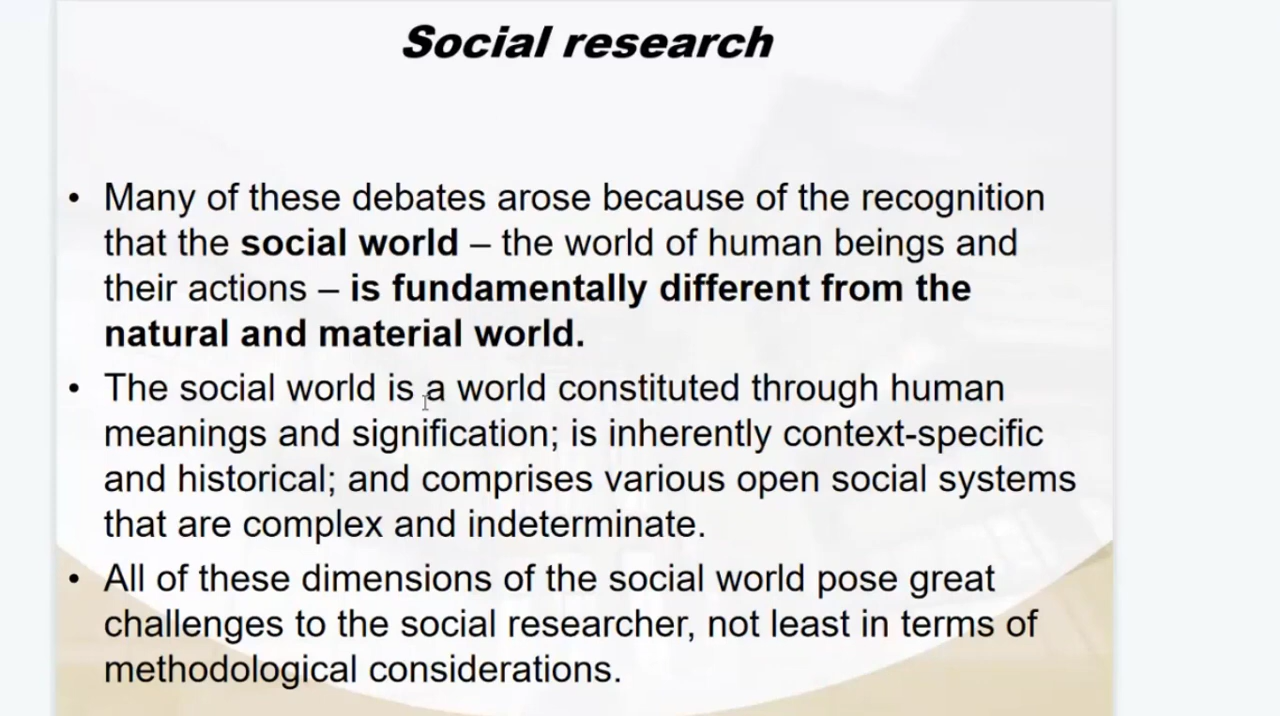 Social research
• Many of these debates arose because of the recognition
that the social world – the world of human beings and
their actions – is fundamentally different from the
natural and material world.
• The social world is a world constituted through human
meanings and signification; is inherently context-specific
and historical; and comprises various open social systems
that are complex and indeterminate.
• All of these dimensions of the social world pose great
challenges to the social researcher, not least in terms of
methodological considerations.